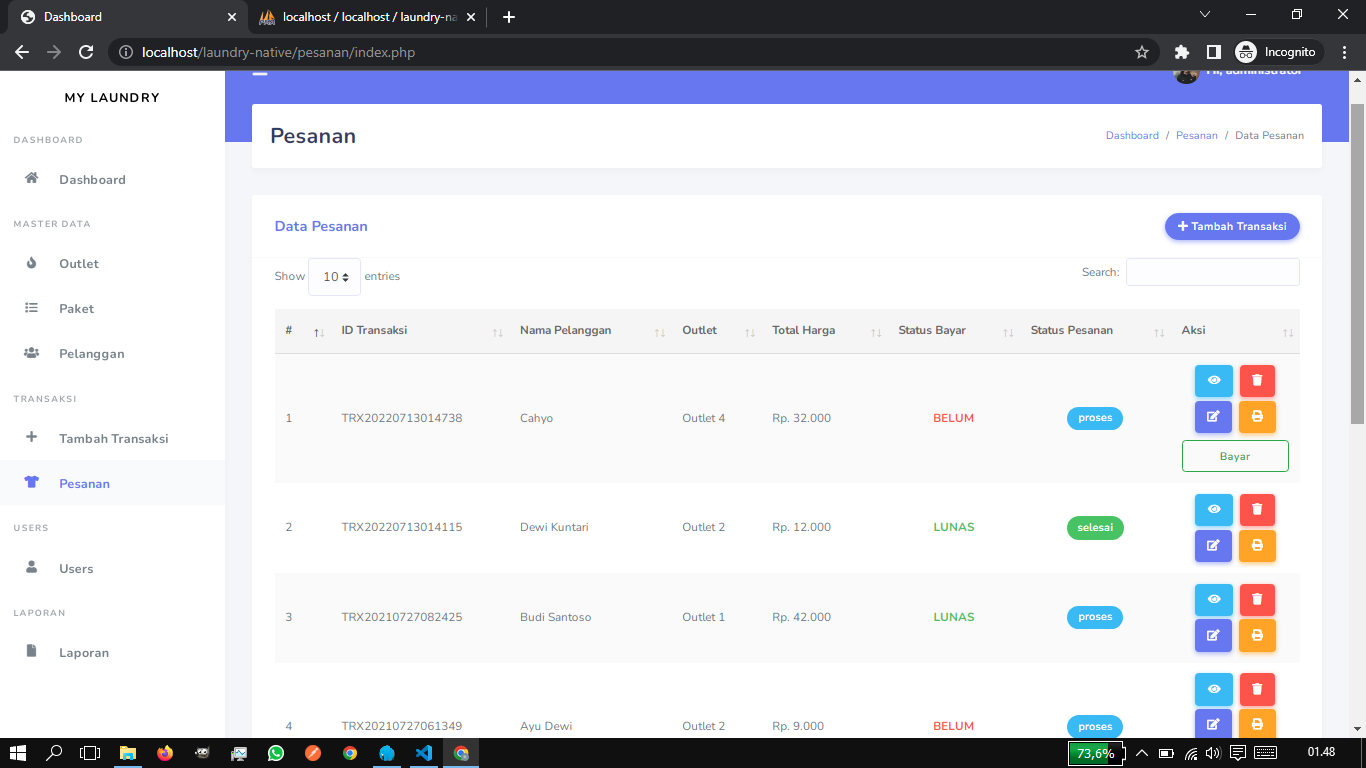 Dashboard
localhost / localhost / laundry-na
localhost/laundry-native/pesanan/index.php
Incognito
MY LAUNDRY
Hi, administrator
DASHBOARD
Dashboard
MASTER DATA
Outlet
Paket
Pelanggan
TRANSAKSI
Tambah Transaksi
Pesanan
USERS
Users
LAPORAN
Laporan
Pesanan
Dashboard / Pesanan / Data Pesanan
Data Pesanan
Tambah Transaksi
Show 10 entries
Search:
# ID Transaksi Nama Pelanggan Outlet Total Harga Status Bayar Status Pesanan Aksi
1 TRX20220713014738 Cahyo Outlet 4 Rp. 32.000 BELUM proses
Bayar
2 TRX20220713014115 Dewi Kuntari Outlet 2 Rp. 12.000 LUNAS selesai
3 TRX20210727082425 Budi Santoso Outlet 1 Rp. 42.000 LUNAS proses
4 TRX20210727061349 Ayu Dewi Outlet 2 Rp. 9.000 BELUM proses
73,6%
01.48